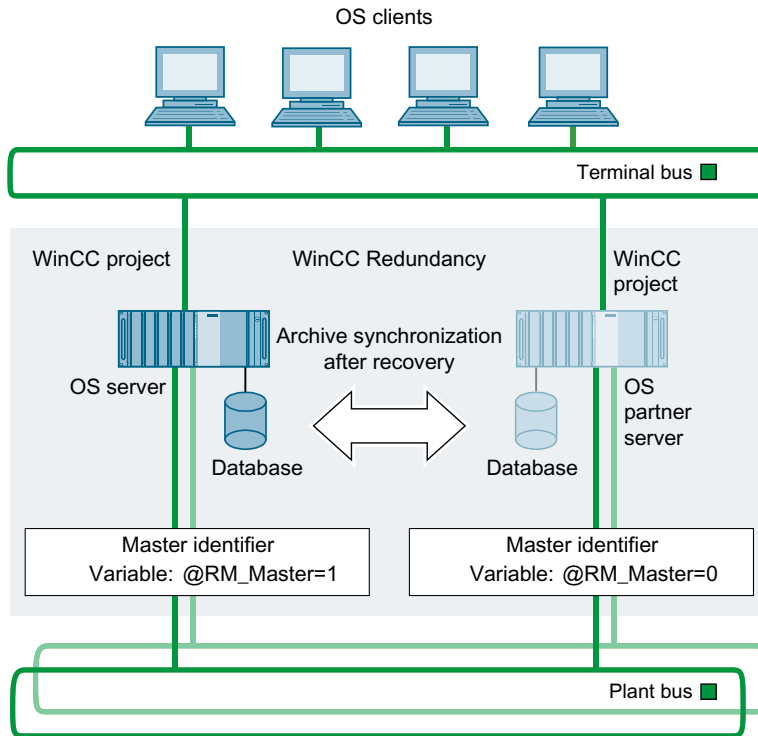 OS clients
Terminal bus
WinCC project
WinCC Redundancy
WinCC
project
Archive synchronization
after recovery
OS server
OS
partner
server
Database
Database
Master identifier
Variable: @RM_Master=1
Master identifier
Variable: @RM_Master=0
Plant bus